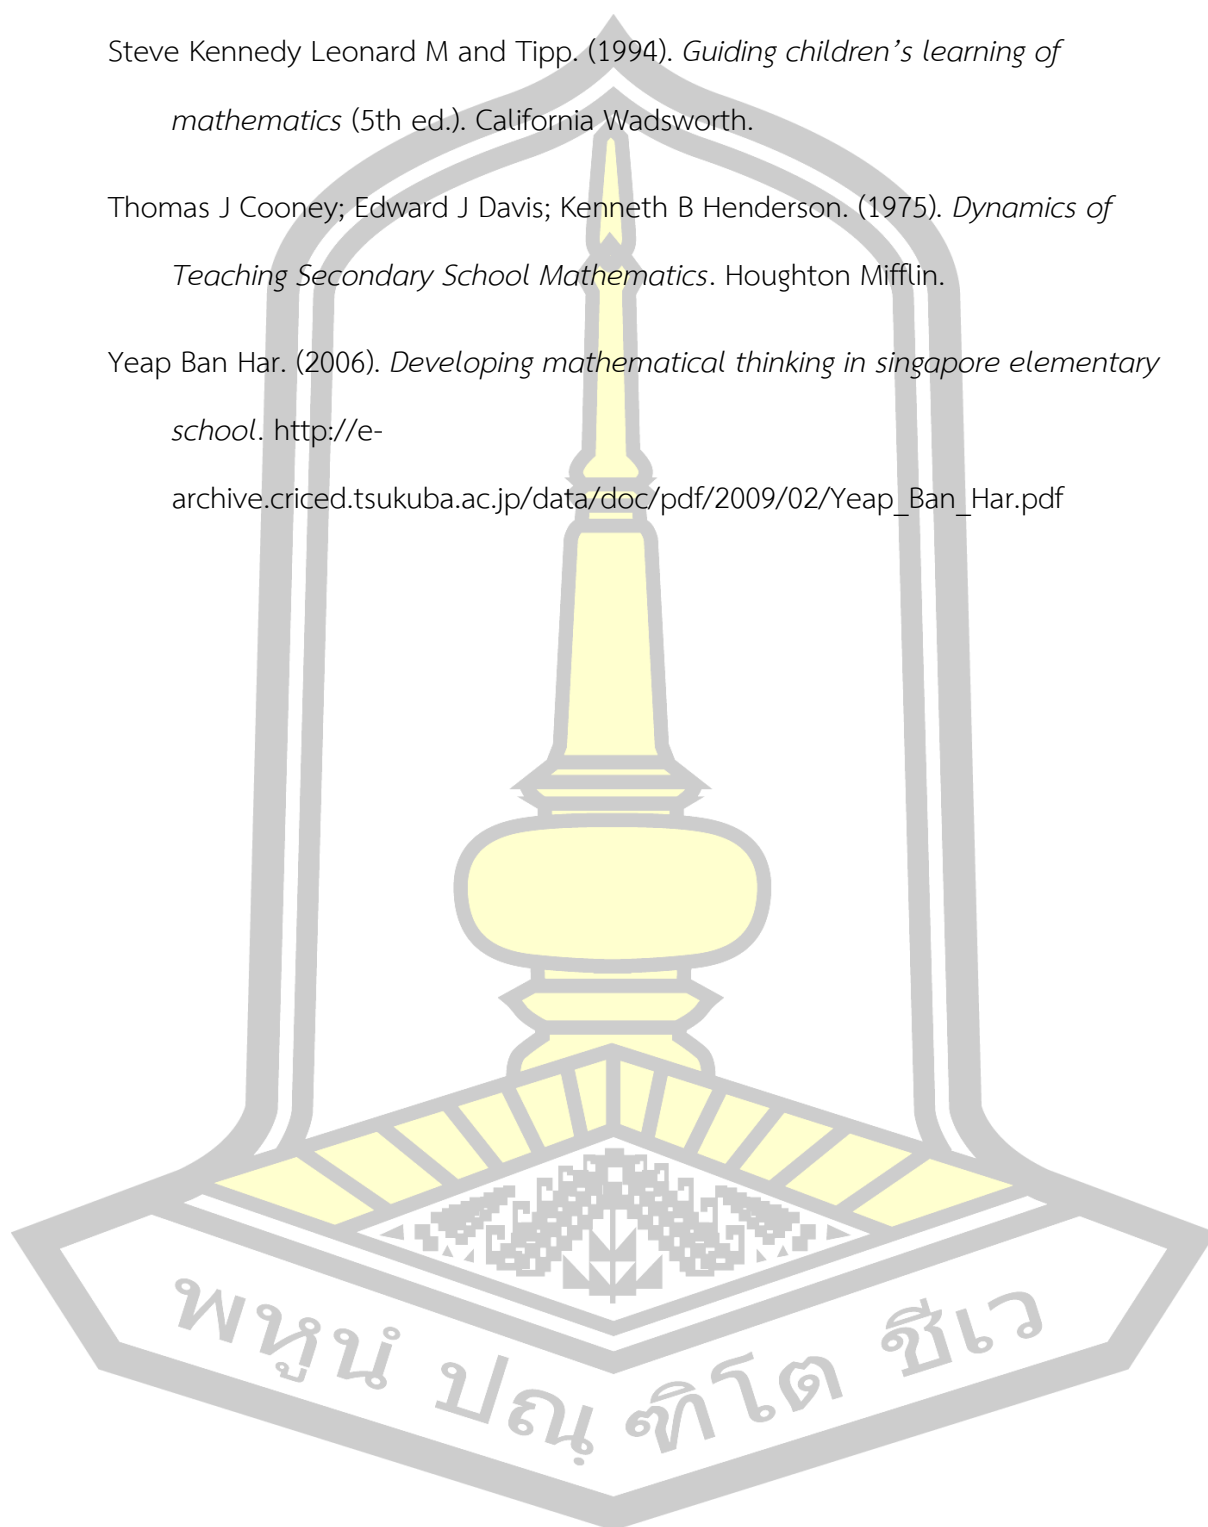 Steve Kennedy Leonard M and Tipp. (1994). Guiding children’s learning of
mathematics (5th ed.). California Wadsworth.
Thomas J Cooney; Edward J Davis; Kenneth B Henderson. (1975). Dynamics of
Teaching Secondary School Mathematics. Houghton Mifflin.
Yeap Ban Har. (2006). Developing mathematical thinking in singapore elementary
school. http://e-
archive.criced.tsukuba.ac.jp/data/doc/pdf/2009/02/Yeap_Ban_Har.pdf
พหูนํ ปณฺฑิโต ชีเว